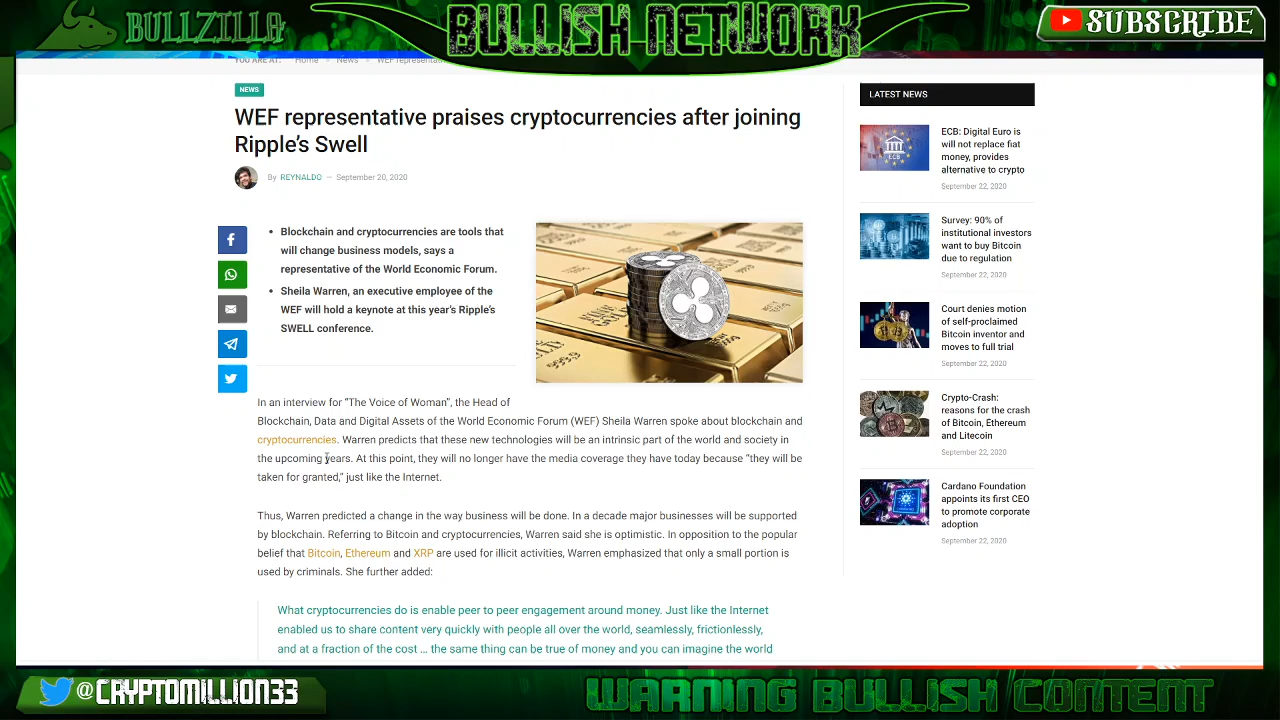 BULLZILLA
BULLISH NETWORK
SUBSCRIBE
YOU ARE AT: Home » News »
NEWS
WEF representative praises cryptocurrencies after joining
Ripple’s Swell
By REYNALDO — September 20, 2020
• Blockchain and cryptocurrencies are tools that
will change business models, says a
representative of the World Economic Forum.
• Sheila Warren, an executive employee of the
WEF will hold a keynote at this year’s Ripple’s
SWELL conference.
In an interview for “The Voice of Woman”, the Head of
Blockchain, Data and Digital Assets of the World Economic Forum (WEF) Sheila Warren spoke about blockchain and
cryptocurrencies. Warren predicts that these new technologies will be an intrinsic part of the world and society in
the upcoming years. At this point, they will no longer have the media coverage they have today because “they will be
taken for granted,” just like the Internet.
Thus, Warren predicted a change in the way business will be done. In a decade major businesses will be supported
by blockchain. Referring to Bitcoin and cryptocurrencies, Warren said she is optimistic. In opposition to the popular
belief that Bitcoin, Ethereum and XRP are used for illicit activities, Warren emphasized that only a small portion is
used by criminals. She further added:
What cryptocurrencies do is enable peer to peer engagement around money. Just like the Internet
enabled us to share content very quickly with people all over the world, seamlessly, frictionlessly,
and at a fraction of the cost … the same thing can be true of money and you can imagine the world
LATEST NEWS
ECB: Digital Euro is
will not replace fiat
money, provides
alternative to crypto
September 22, 2020
Survey: 90% of
institutional investors
want to buy Bitcoin
due to regulation
September 22, 2020
Court denies motion
of self-proclaimed
Bitcoin inventor and
moves to full trial
September 22, 2020
Crypto-Crash:
reasons for the crash
of Bitcoin, Ethereum
and Litecoin
September 22, 2020
Cardano Foundation
appoints its first CEO
to promote corporate
adoption
September 22, 2020
@CRYPTOMILLION33
WARNING BULLISH CONTENT